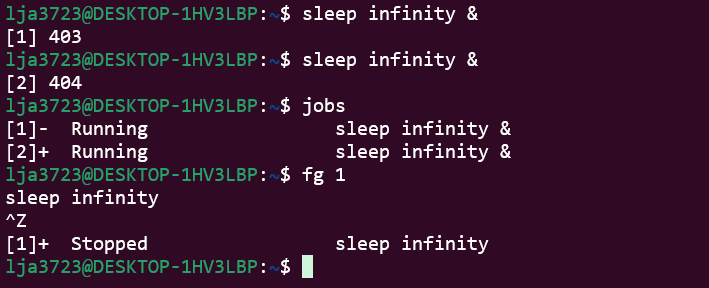 lja3723@DESKTOP-1HV3LBP:~$ sleep infinity &
[1] 403
lja3723@DESKTOP-1HV3LBP:~$ sleep infinity &
[2] 404
lja3723@DESKTOP-1HV3LBP:~$ jobs
[1]-  Running                 sleep infinity &
[2]+  Running                 sleep infinity &
lja3723@DESKTOP-1HV3LBP:~$ fg 1
sleep infinity
^Z
[1]+  Stopped                 sleep infinity
lja3723@DESKTOP-1HV3LBP:~$